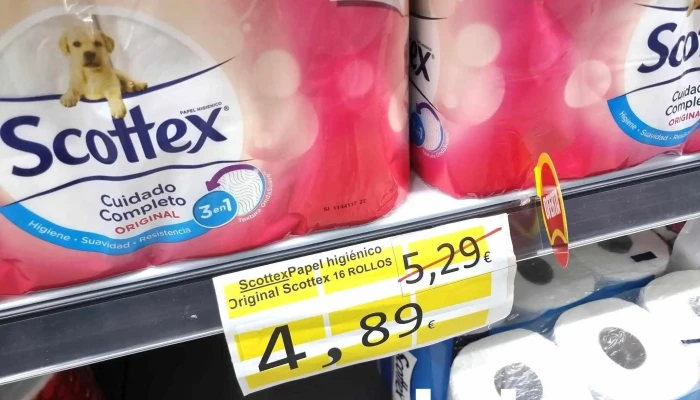 PAPEL HIGIÉNICO
Scottex®
Cuidado
Completo
ORIGINAL
Higiene · Suavidad · Resistencia
3 en 1
ScottexPapel higiénico
Original Scottex 16 ROLLOS
5,29€
4,89€
Scottex